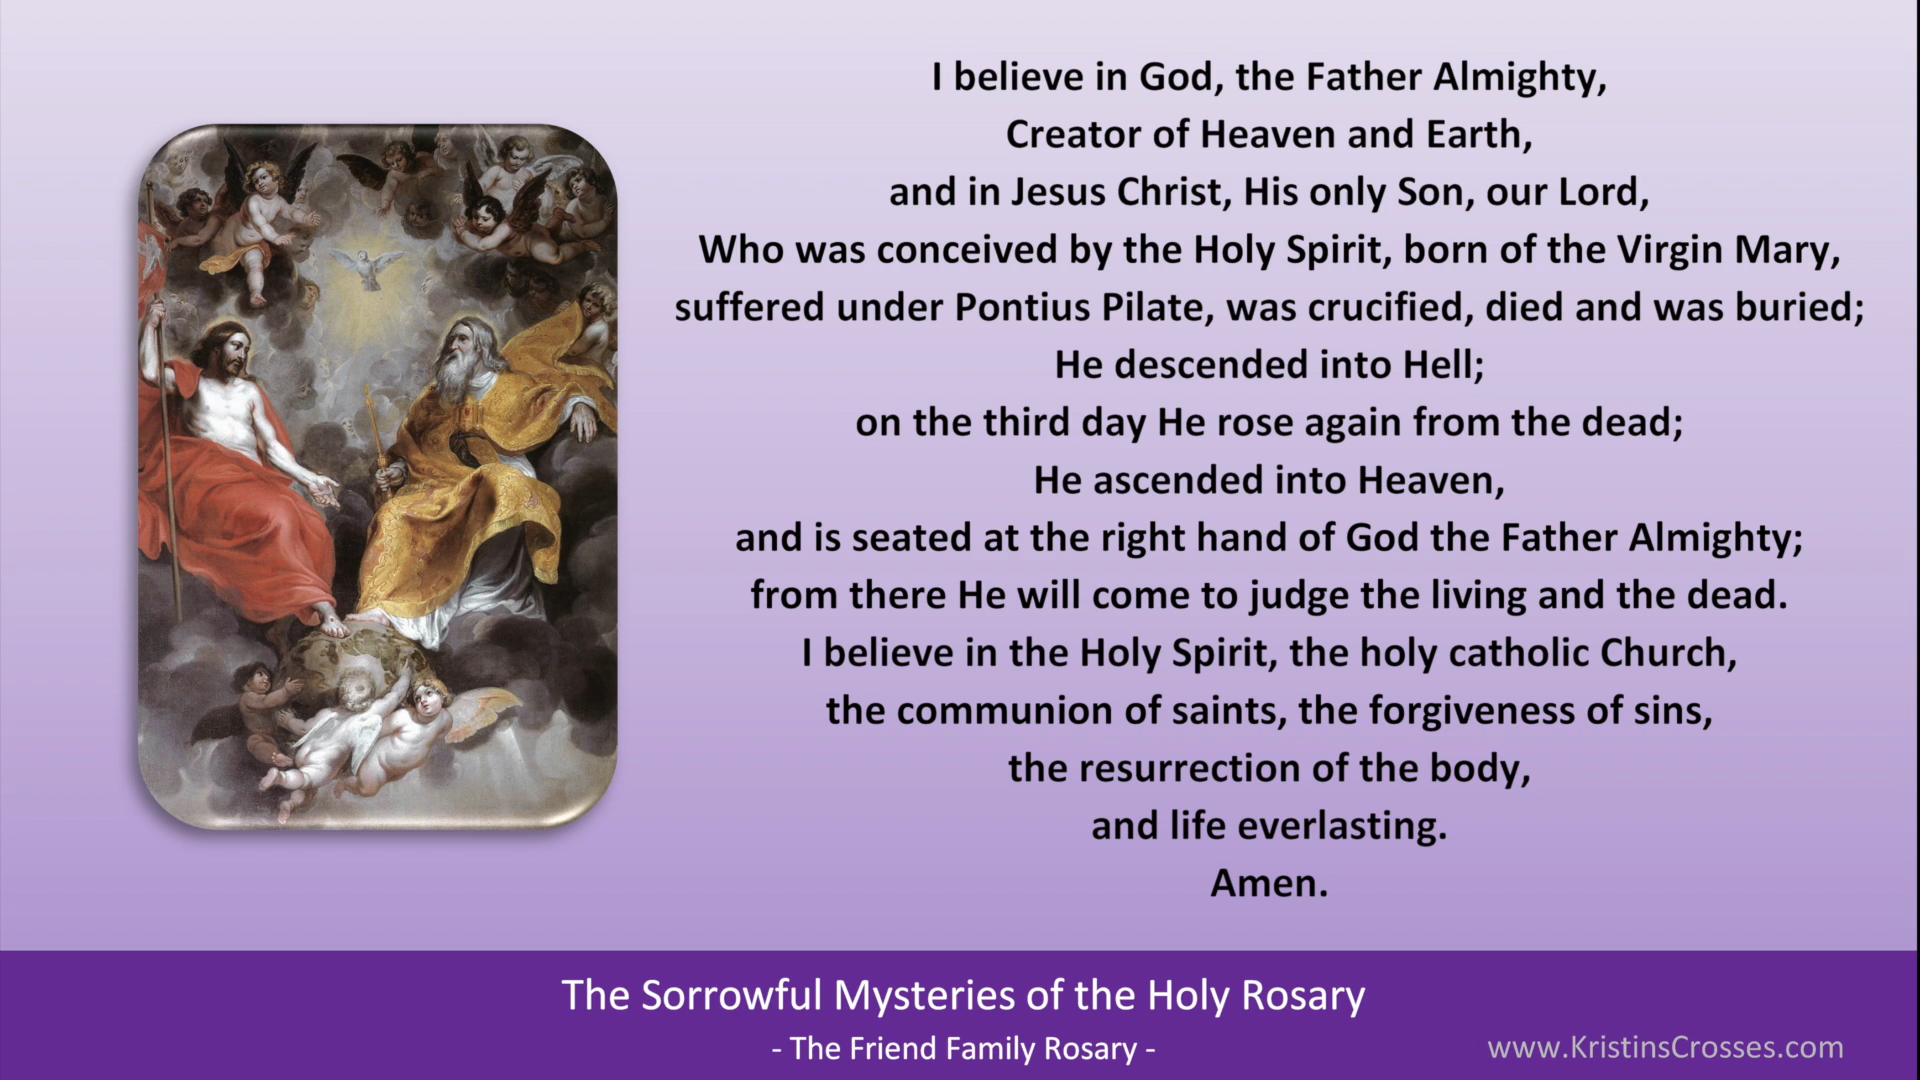 I believe in God, the Father Almighty,
Creator of Heaven and Earth,
and in Jesus Christ, His only Son, our Lord,
Who was conceived by the Holy Spirit, born of the Virgin Mary,
suffered under Pontius Pilate, was crucified, died and was buried;
He descended into Hell;
on the third day He rose again from the dead;
He ascended into Heaven,
and is seated at the right hand of God the Father Almighty;
from there He will come to judge the living and the dead.
I believe in the Holy Spirit, the holy catholic Church,
the communion of saints, the forgiveness of sins,
the resurrection of the body,
and life everlasting.
Amen.
The Sorrowful Mysteries of the Holy Rosary
- The Friend Family Rosary -
www.KristinsCrosses.com